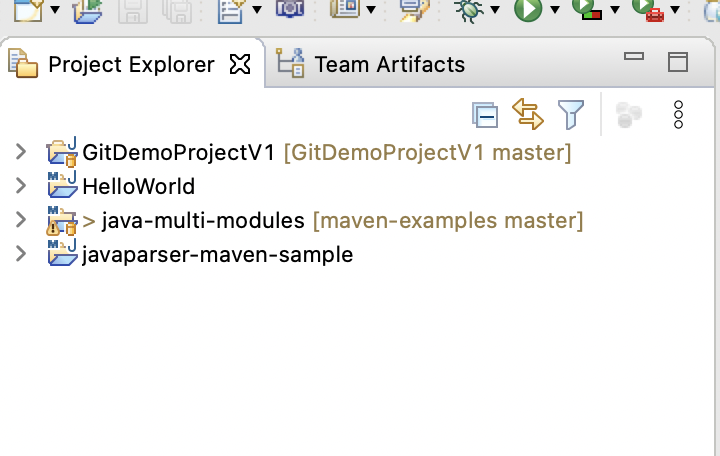 Project Explorer Team Artifacts
GitDemoProjectV1 [GitDemoProjectV1 master]
HelloWorld
> java-multi-modules [maven-examples master]
javaparser-maven-sample